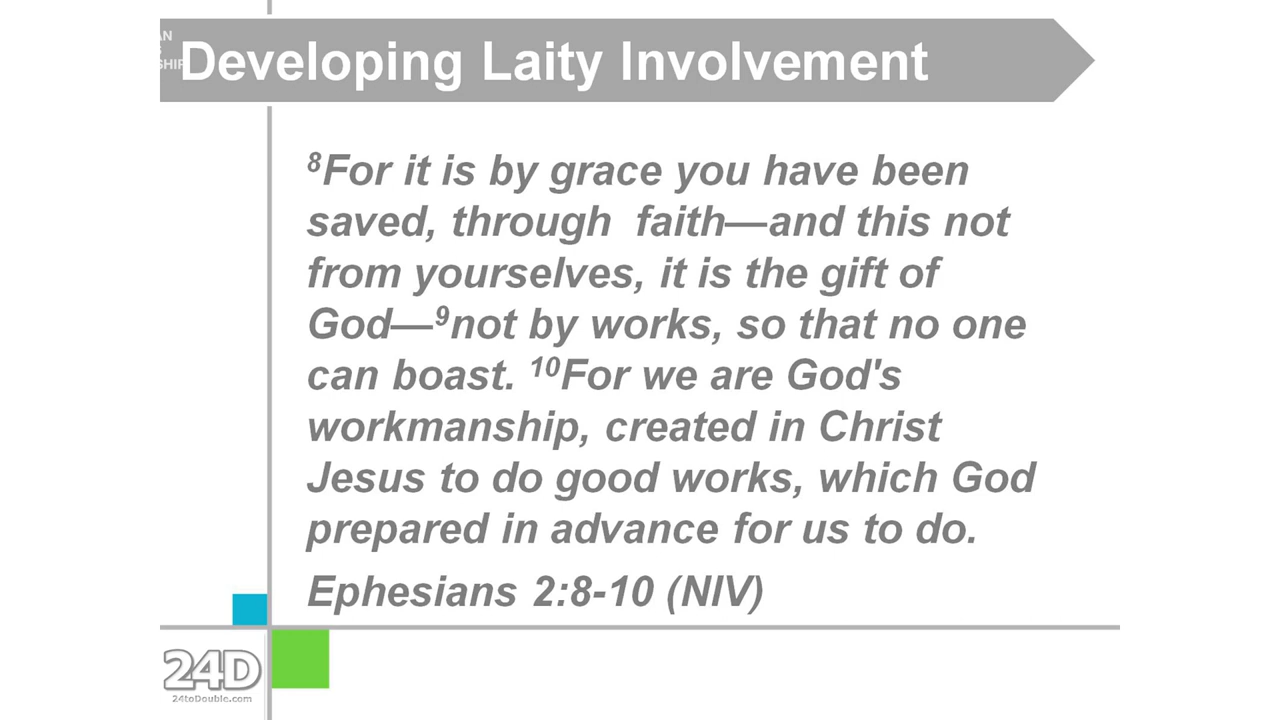 Developing Laity Involvement
⁸For it is by grace you have been
saved, through faith—and this not
from yourselves, it is the gift of
God—⁹not by works, so that no one
can boast. ¹⁰For we are God's
workmanship, created in Christ
Jesus to do good works, which God
prepared in advance for us to do.
Ephesians 2:8-10 (NIV)
24D
24toDouble.com